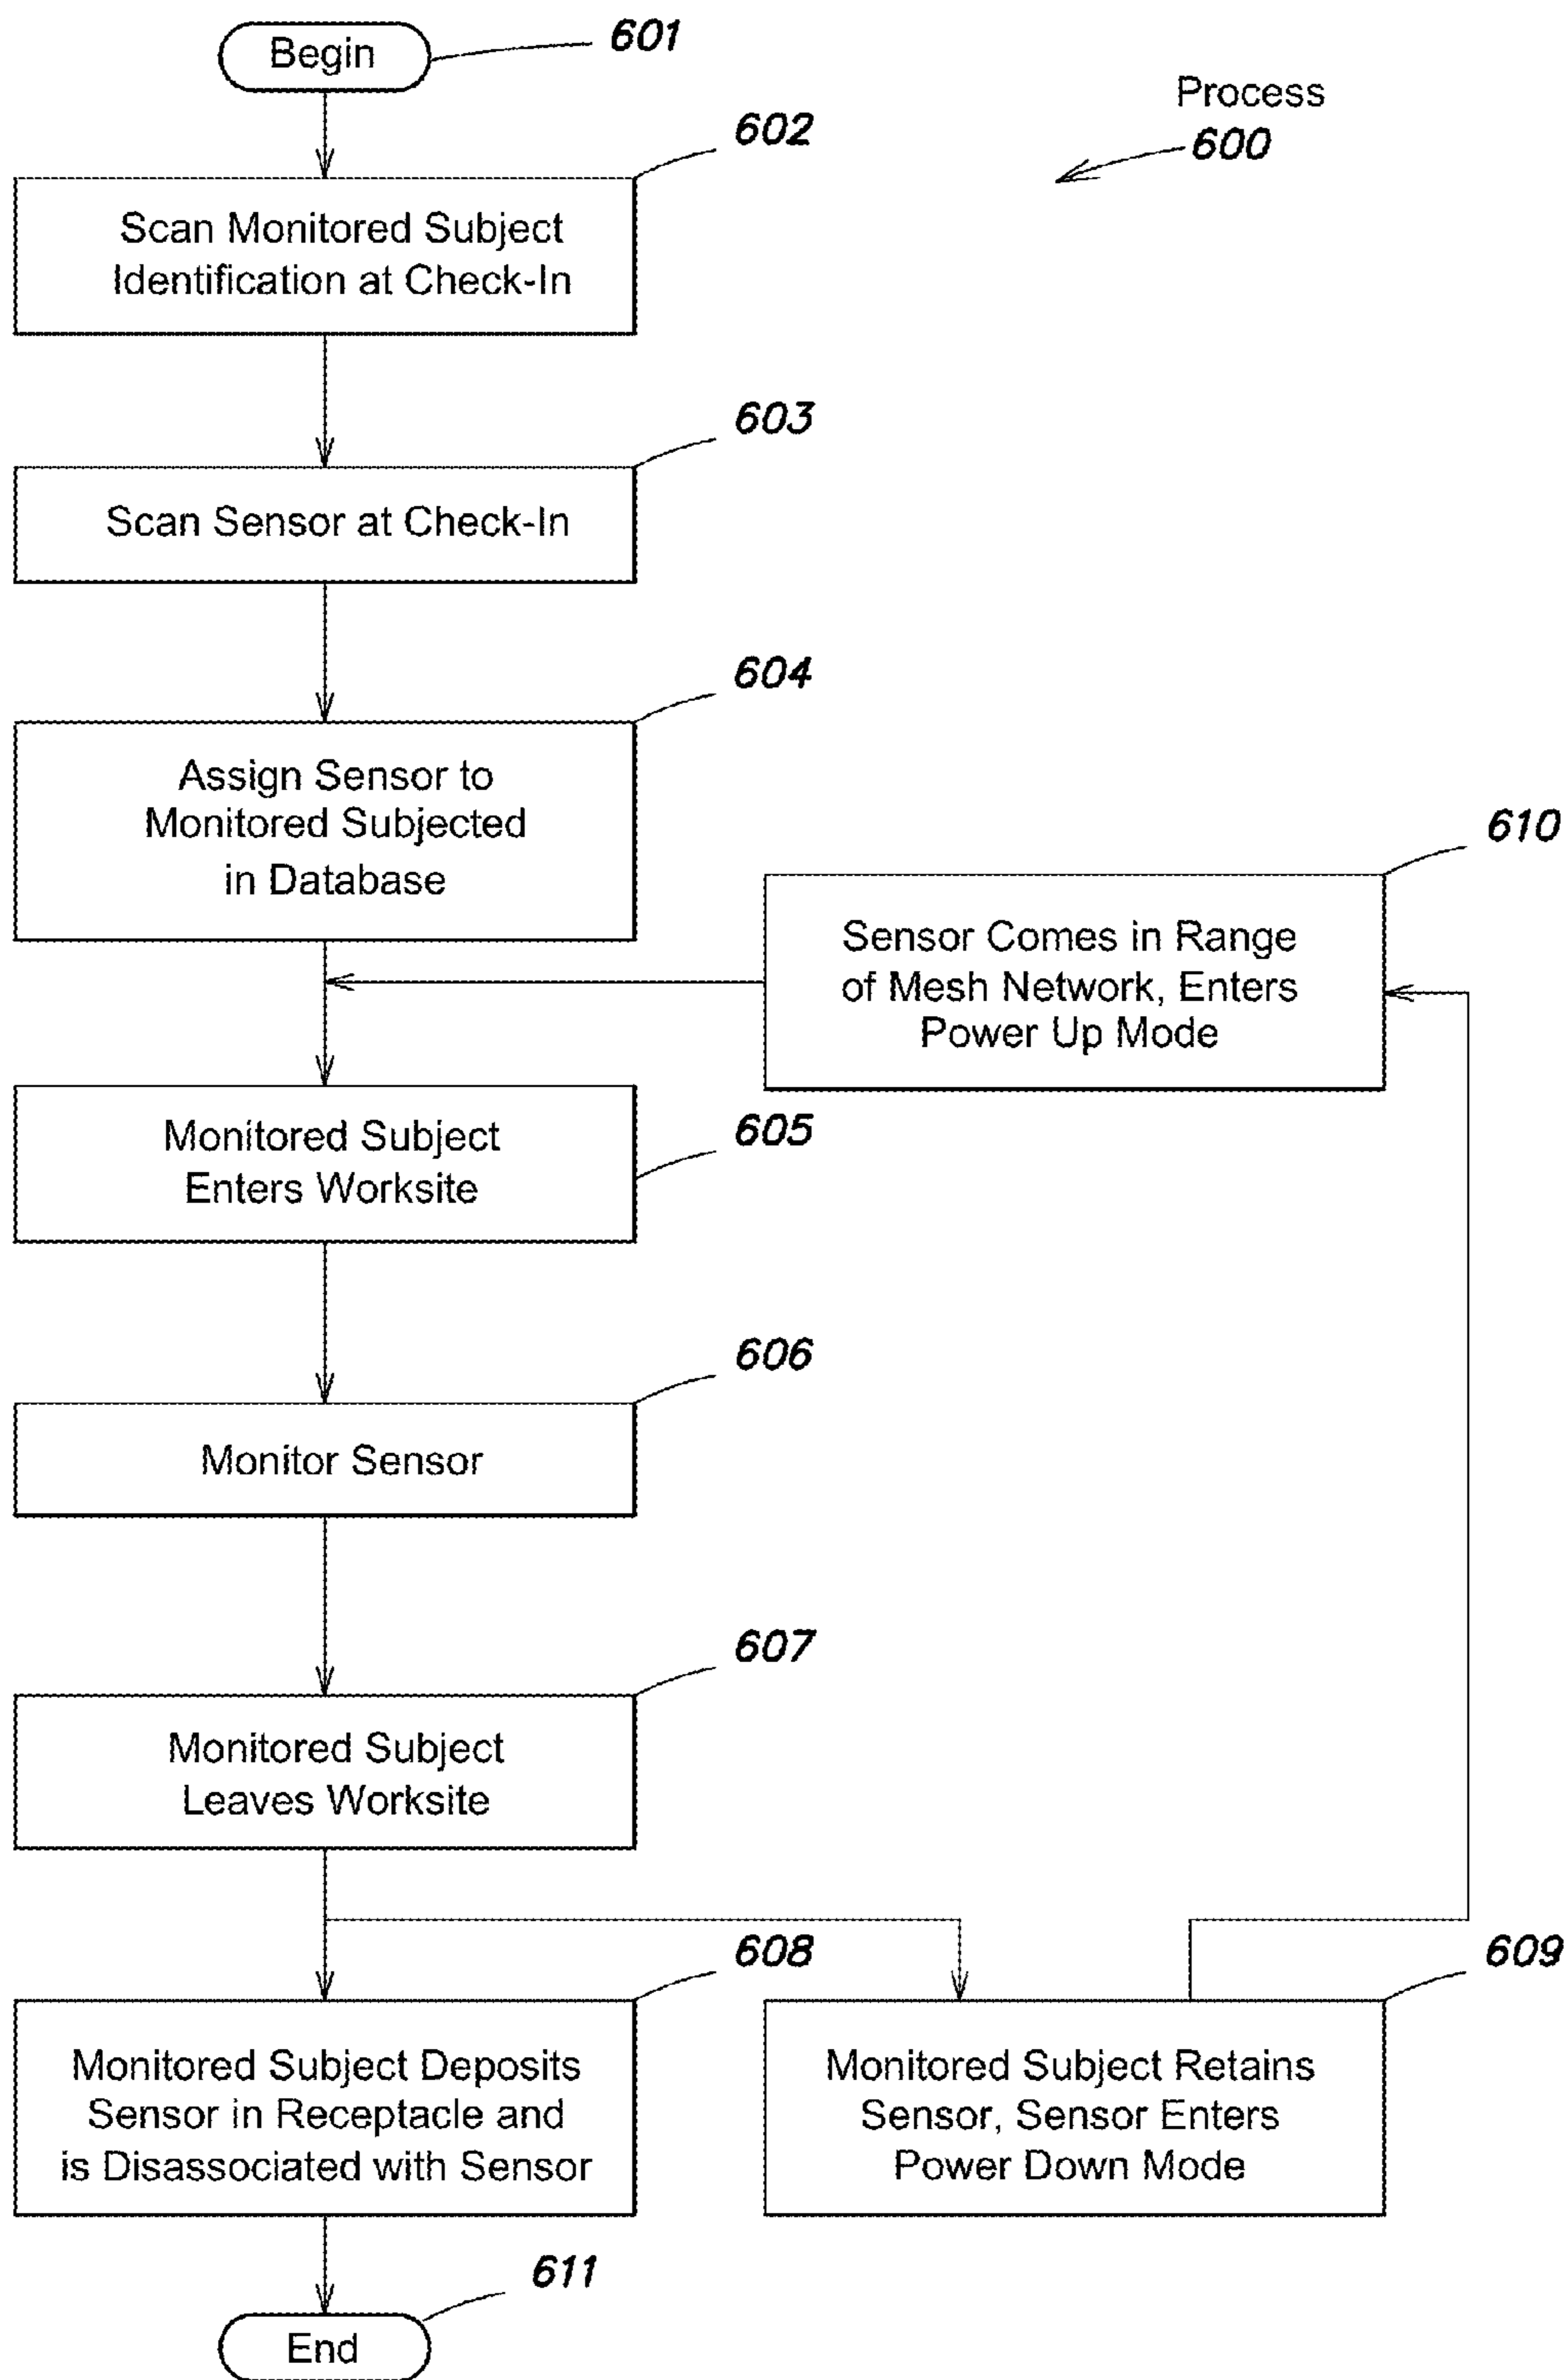 Begin
601
Process
600
602
Scan Monitored Subject
Identification at Check-In
603
Scan Sensor at Check-In
604
Assign Sensor to
Monitored Subjected
in Database
610
Sensor Comes in Range
of Mesh Network, Enters
Power Up Mode
605
Monitored Subject
Enters Worksite
606
Monitor Sensor
607
Monitored Subject
Leaves Worksite
608
Monitored Subject Deposits
Sensor in Receptacle and
is Disassociated with Sensor
609
Monitored Subject Retains
Sensor, Sensor Enters
Power Down Mode
611
End